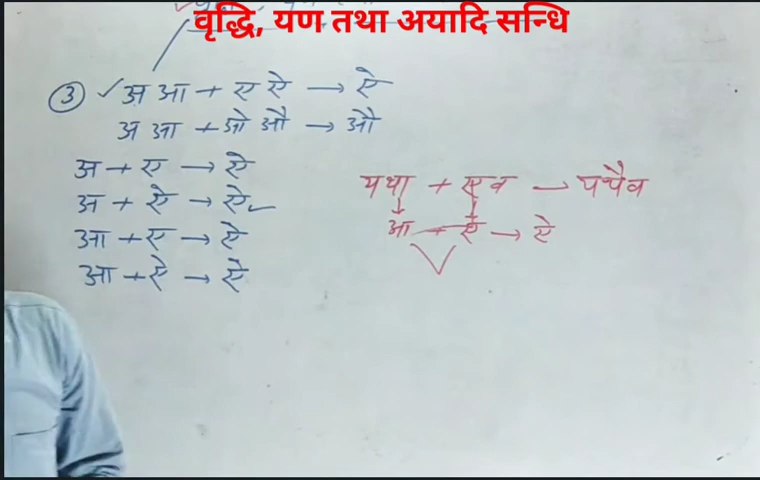 वृद्धि, यण तथा अयादि सन्धि
③ ✓ अ आ + ए ऐ → ऐ
अ आ + ओ औ → औ
अ + ए → ऐ
अ + ऐ → ऐ ✓
आ + ए → ऐ
आ + ऐ → ऐ
यथा + एव → यथैव
आ + ए → ऐ